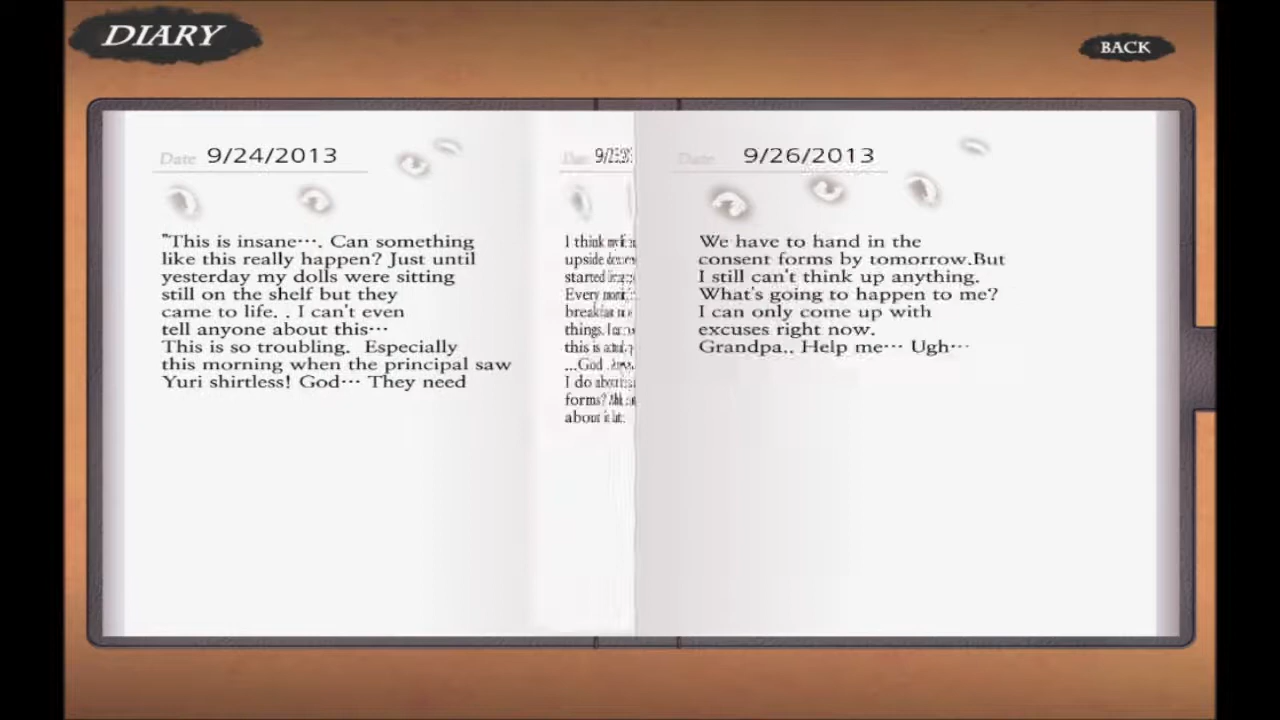 DIARY
BACK
Date 9/24/2013
"This is insane…. Can something
like this really happen? Just until
yesterday my dolls were sitting
still on the shelf but they
came to life. . I can't even
tell anyone about this…
This is so troubling. Especially
this morning when the principal saw
Yuri shirtless! God… They need
I think
upside
started
Every
things.
this is
...God
I do about
forms?
about
Date 9/26/2013
We have to hand in the
consent forms by tomorrow.But
I still can't think up anything.
What's going to happen to me?
I can only come up with
excuses right now.
Grandpa.. Help me… Ugh…